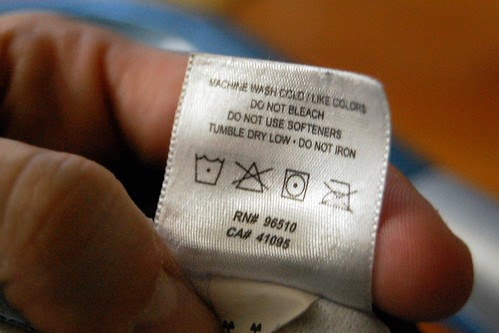 MACHINE WASH COLD / LIKE COLORS
DO NOT BLEACH
DO NOT USE SOFTENERS
TUMBLE DRY LOW • DO NOT IRON
RN# 96510
CA# 41095